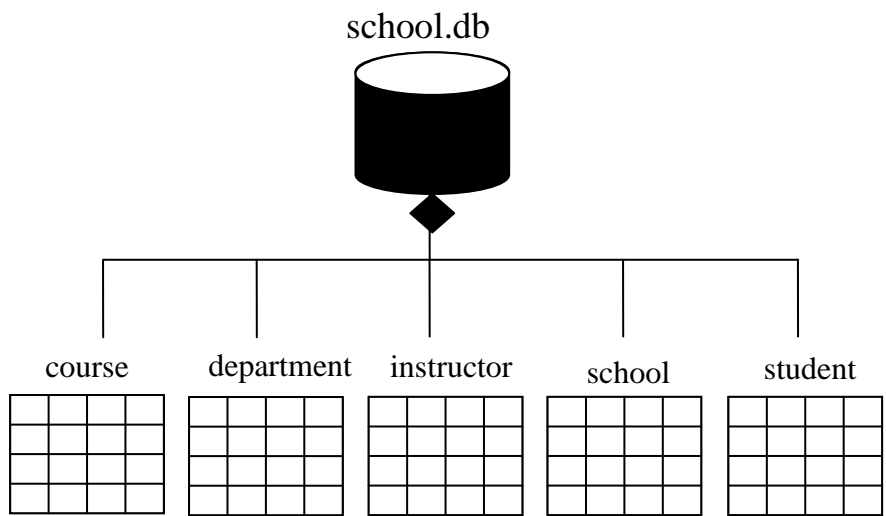 school.db
course
department
instructor
school
student